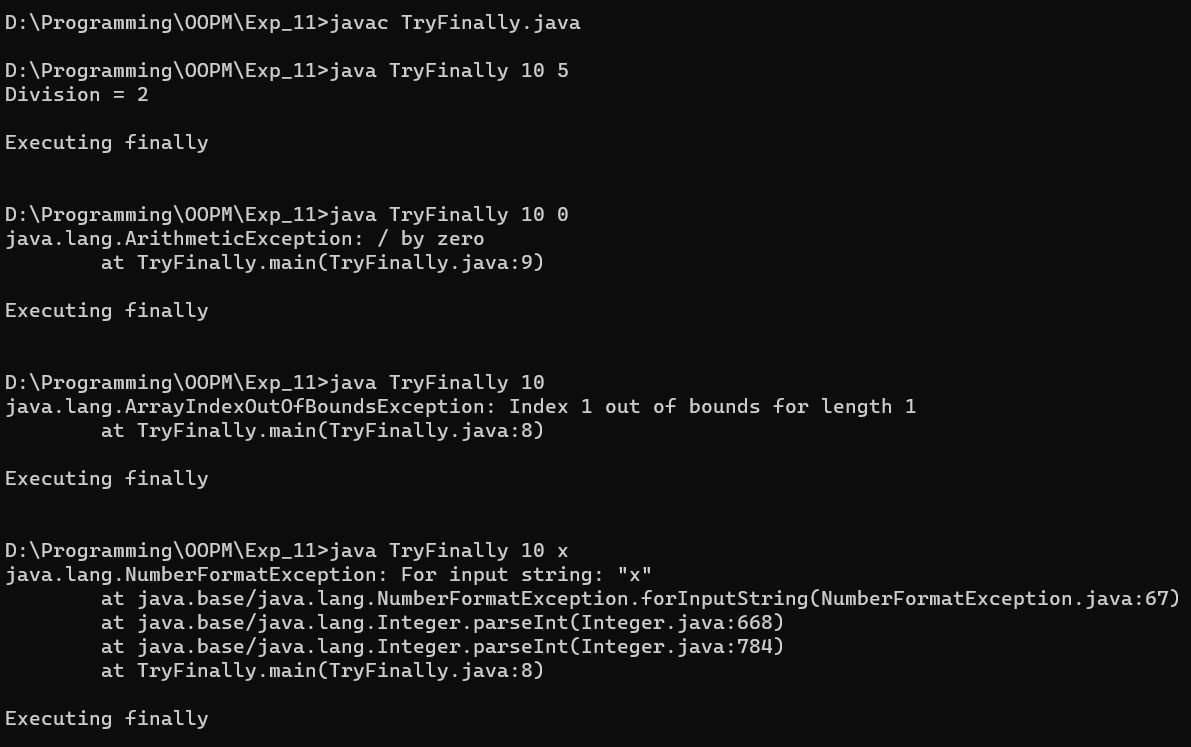 D:\Programming\OOPM\Exp_11>javac TryFinally.java
D:\Programming\OOPM\Exp_11>java TryFinally 10 5
Division = 2
Executing finally
D:\Programming\OOPM\Exp_11>java TryFinally 10 0
java.lang.ArithmeticException: / by zero
        at TryFinally.main(TryFinally.java:9)
Executing finally
D:\Programming\OOPM\Exp_11>java TryFinally 10
java.lang.ArrayIndexOutOfBoundsException: Index 1 out of bounds for length 1
        at TryFinally.main(TryFinally.java:8)
Executing finally
D:\Programming\OOPM\Exp_11>java TryFinally 10 x
java.lang.NumberFormatException: For input string: "x"
        at java.base/java.lang.NumberFormatException.forInputString(NumberFormatException.java:67)
        at java.base/java.lang.Integer.parseInt(Integer.java:668)
        at java.base/java.lang.Integer.parseInt(Integer.java:784)
        at TryFinally.main(TryFinally.java:8)
Executing finally